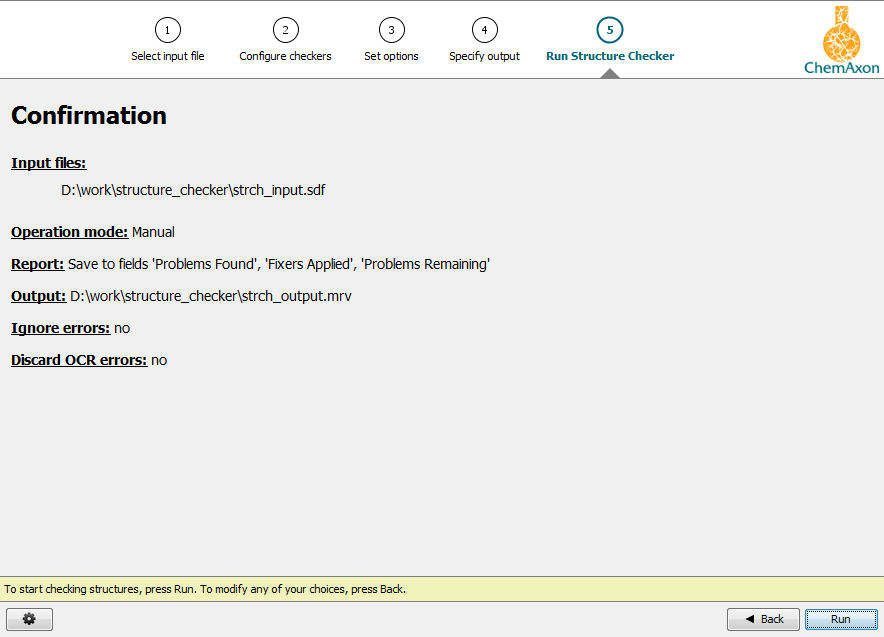 1
2
3
4
5
Select input file
Configure checkers
Set options
Specify output
Run Structure Checker
ChemAxon
Confirmation
Input files:
D:\work\structure_checker\strch_input.sdf
Operation mode: Manual
Report: Save to fields 'Problems Found', 'Fixers Applied', 'Problems Remaining'
Output: D:\work\structure_checker\strch_output.mrv
Ignore errors: no
Discard OCR errors: no
To start checking structures, press Run. To modify any of your choices, press Back.
Back
Run